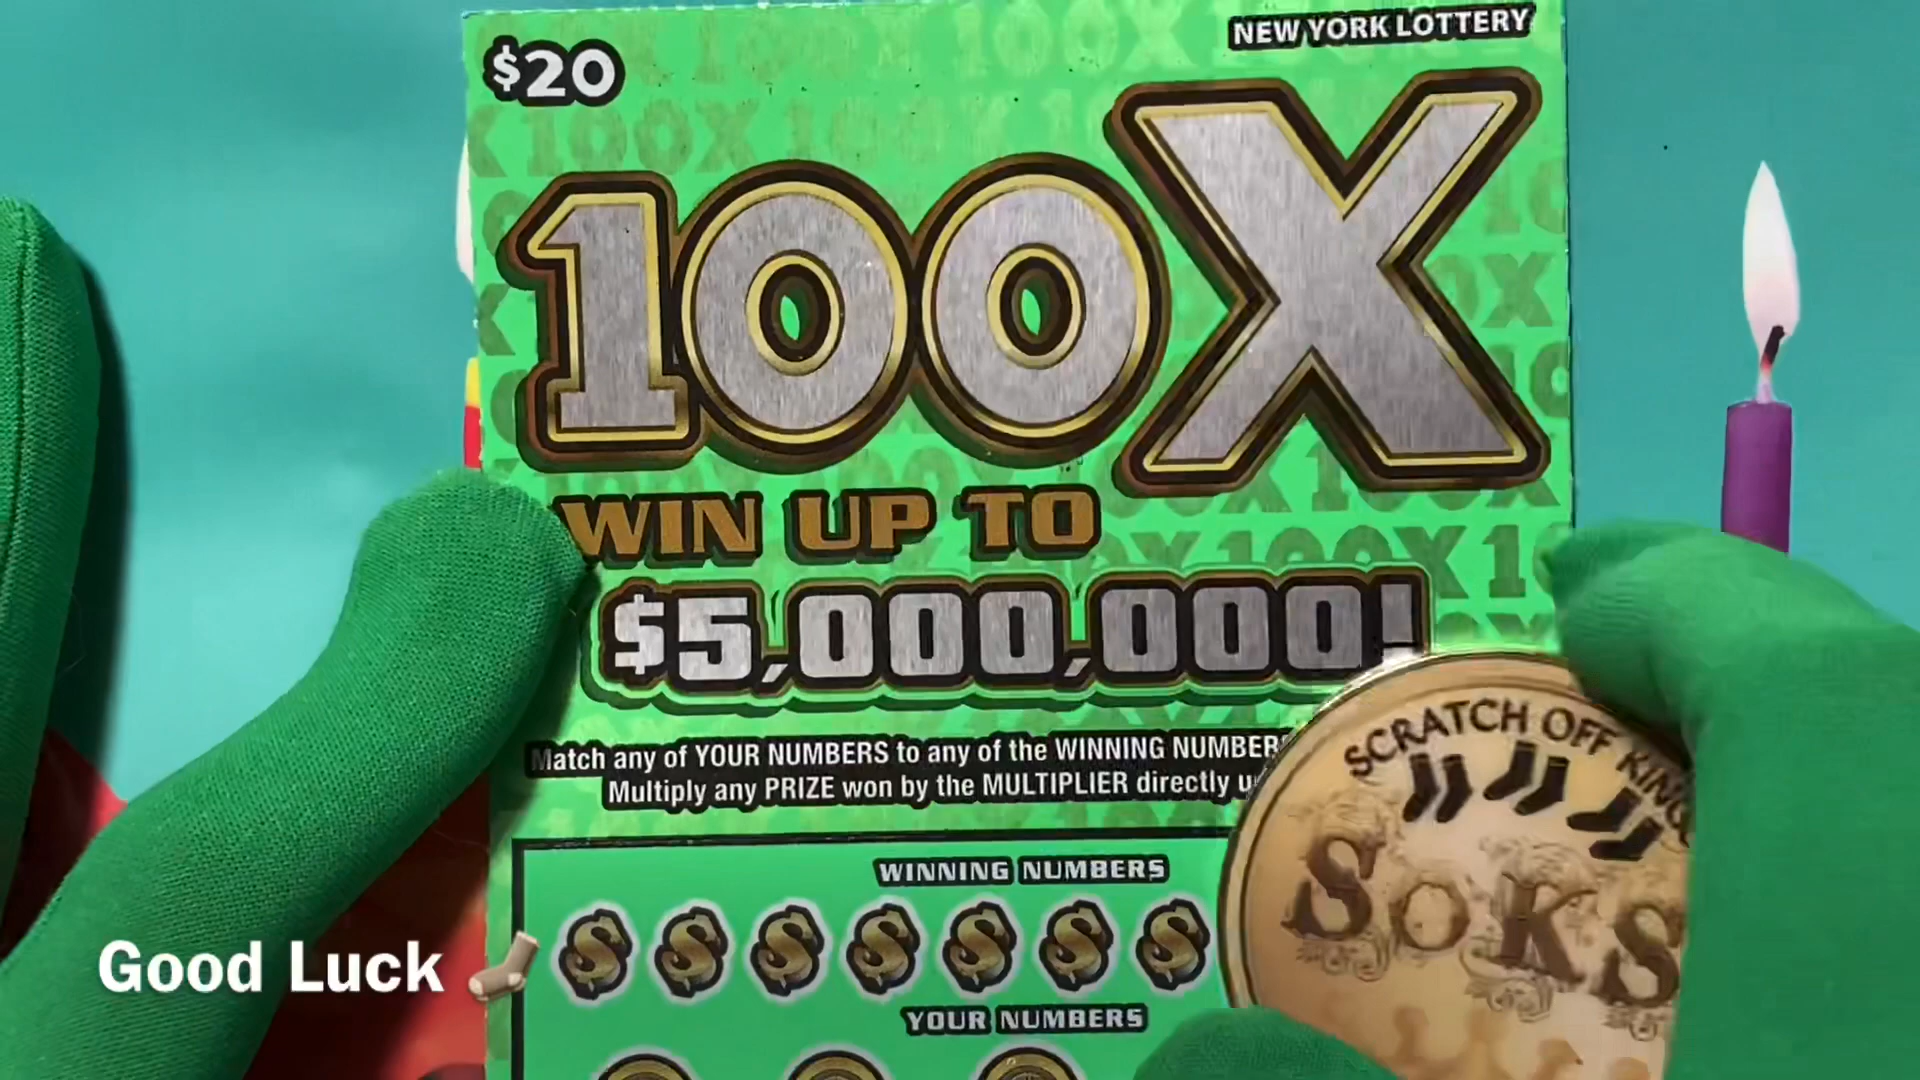 NEW YORK LOTTERY
$20
100X
WIN UP TO
$5,000,000!
Match any of YOUR NUMBERS to any of the WINNING
Multiply any PRIZE won by the MULTIPLIER directly
SCRATCH OFF KING
SOKS
WINNING NUMBERS
$ $ $ $ $ $ $
YOUR NUMBERS
Good Luck